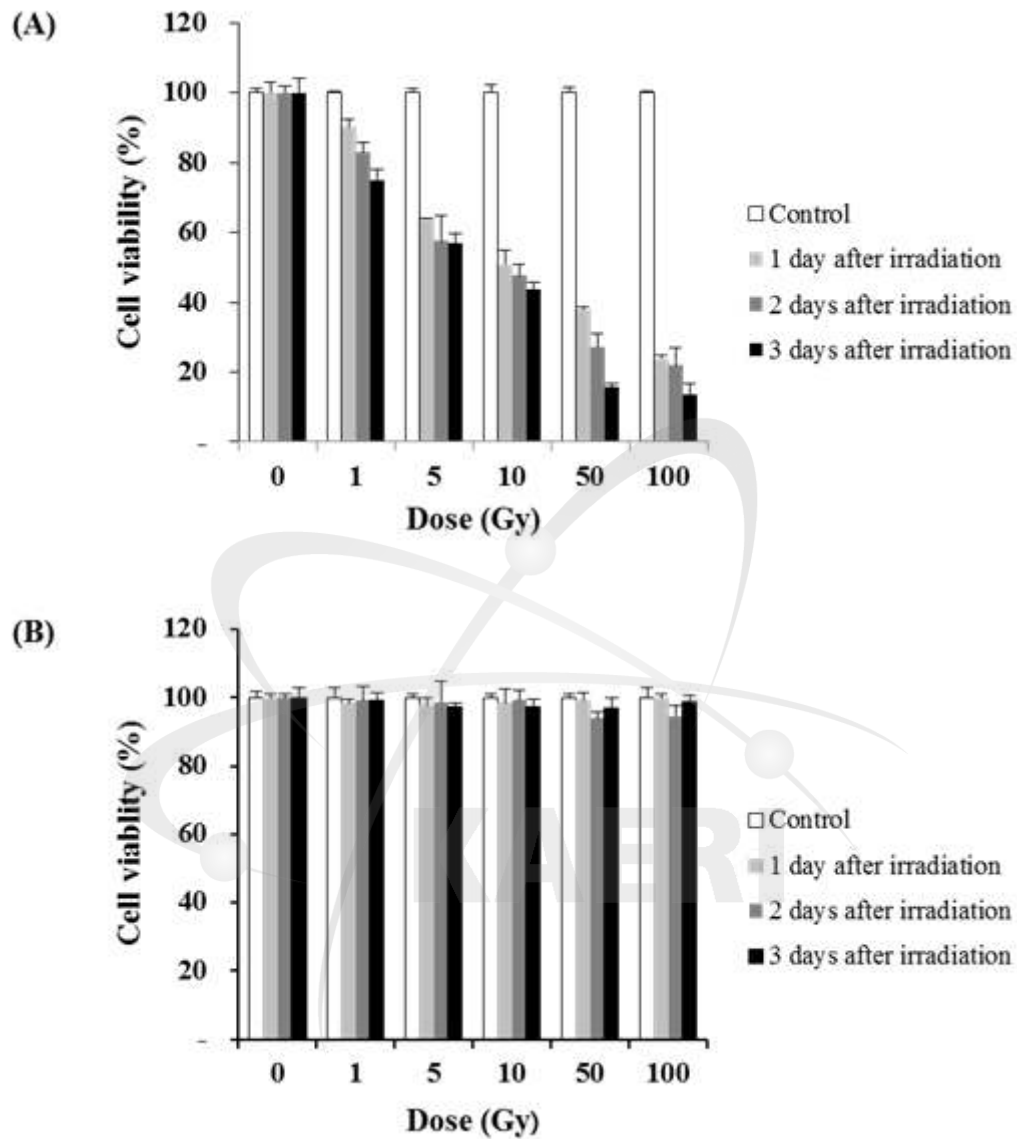 (A)
120
100
80
60
40
20
-
Cell viability (%)
0 1 5 10 50 100
Dose (Gy)
Control
1 day after irradiation
2 days after irradiation
3 days after irradiation
(B)
120
100
80
60
40
20
-
Cell viablity (%)
0 1 5 10 50 100
Dose (Gy)
Control
1 day after irradiation
2 days after irradiation
3 days after irradiation
KAERI